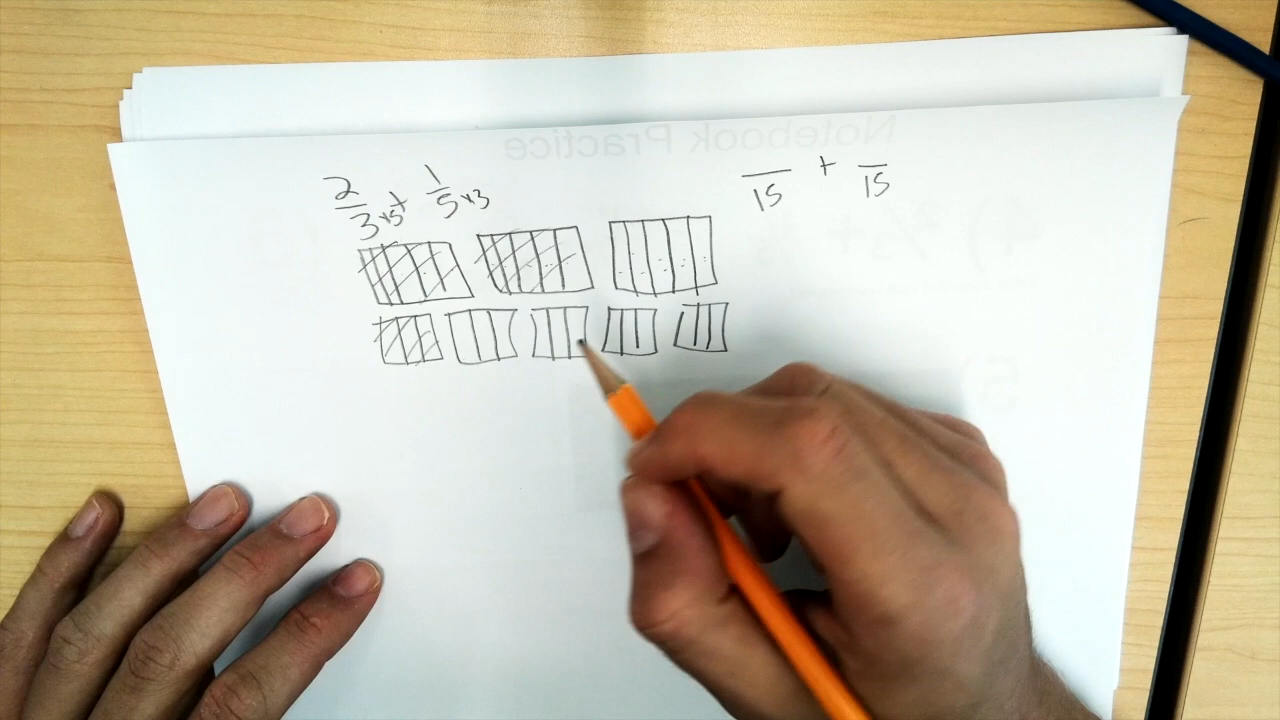 Notebook Practice
2/3 ×5 + 1/5 ×3    /15 + /15